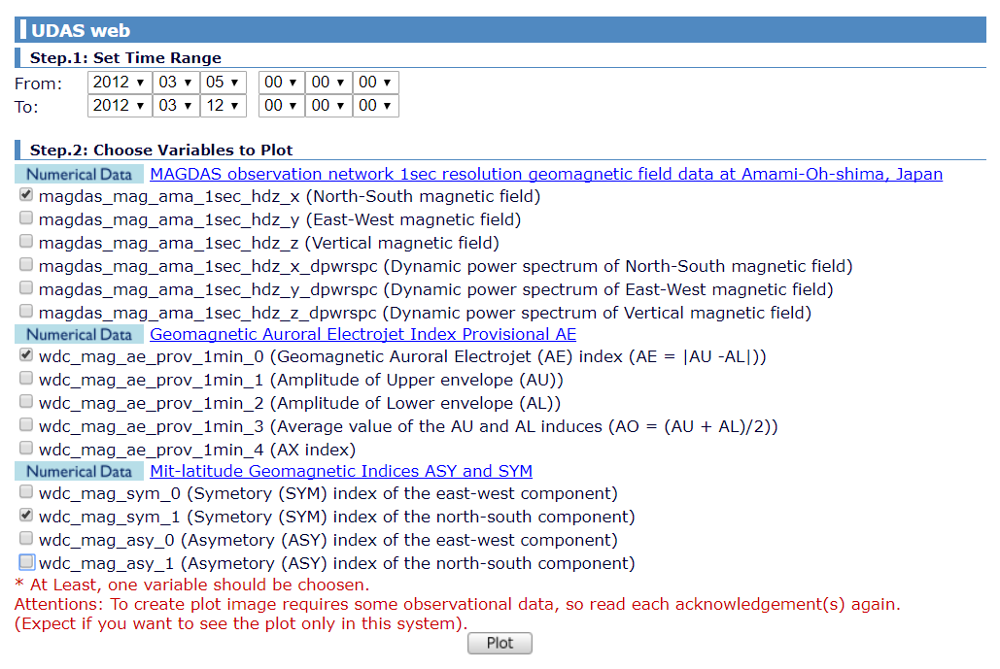 UDAS web
Step.1: Set Time Range
From: 2012 03 05 00 00 00
To: 2012 03 12 00 00 00
Step.2: Choose Variables to Plot
Numerical Data MAGDAS observation network 1sec resolution geomagnetic field data at Amami-Oh-shima, Japan
magdas_mag_ama_1sec_hdz_x (North-South magnetic field)
magdas_mag_ama_1sec_hdz_y (East-West magnetic field)
magdas_mag_ama_1sec_hdz_z (Vertical magnetic field)
magdas_mag_ama_1sec_hdz_x_dpwrspc (Dynamic power spectrum of North-South magnetic field)
magdas_mag_ama_1sec_hdz_y_dpwrspc (Dynamic power spectrum of East-West magnetic field)
magdas_mag_ama_1sec_hdz_z_dpwrspc (Dynamic power spectrum of Vertical magnetic field)
Numerical Data Geomagnetic Auroral Electrojet Index Provisional AE
wdc_mag_ae_prov_1min_0 (Geomagnetic Auroral Electrojet (AE) index (AE = |AU -AL|))
wdc_mag_ae_prov_1min_1 (Amplitude of Upper envelope (AU))
wdc_mag_ae_prov_1min_2 (Amplitude of Lower envelope (AL))
wdc_mag_ae_prov_1min_3 (Average value of the AU and AL induces (AO = (AU + AL)/2))
wdc_mag_ae_prov_1min_4 (AX index)
Numerical Data Mit-latitude Geomagnetic Indices ASY and SYM
wdc_mag_sym_0 (Symetory (SYM) index of the east-west component)
wdc_mag_sym_1 (Symetory (SYM) index of the north-south component)
wdc_mag_asy_0 (Asymetory (ASY) index of the east-west component)
wdc_mag_asy_1 (Asymetory (ASY) index of the north-south component)
* At Least, one variable should be choosen.
Attentions: To create plot image requires some observational data, so read each acknowledgement(s) again.
(Expect if you want to see the plot only in this system).
Plot